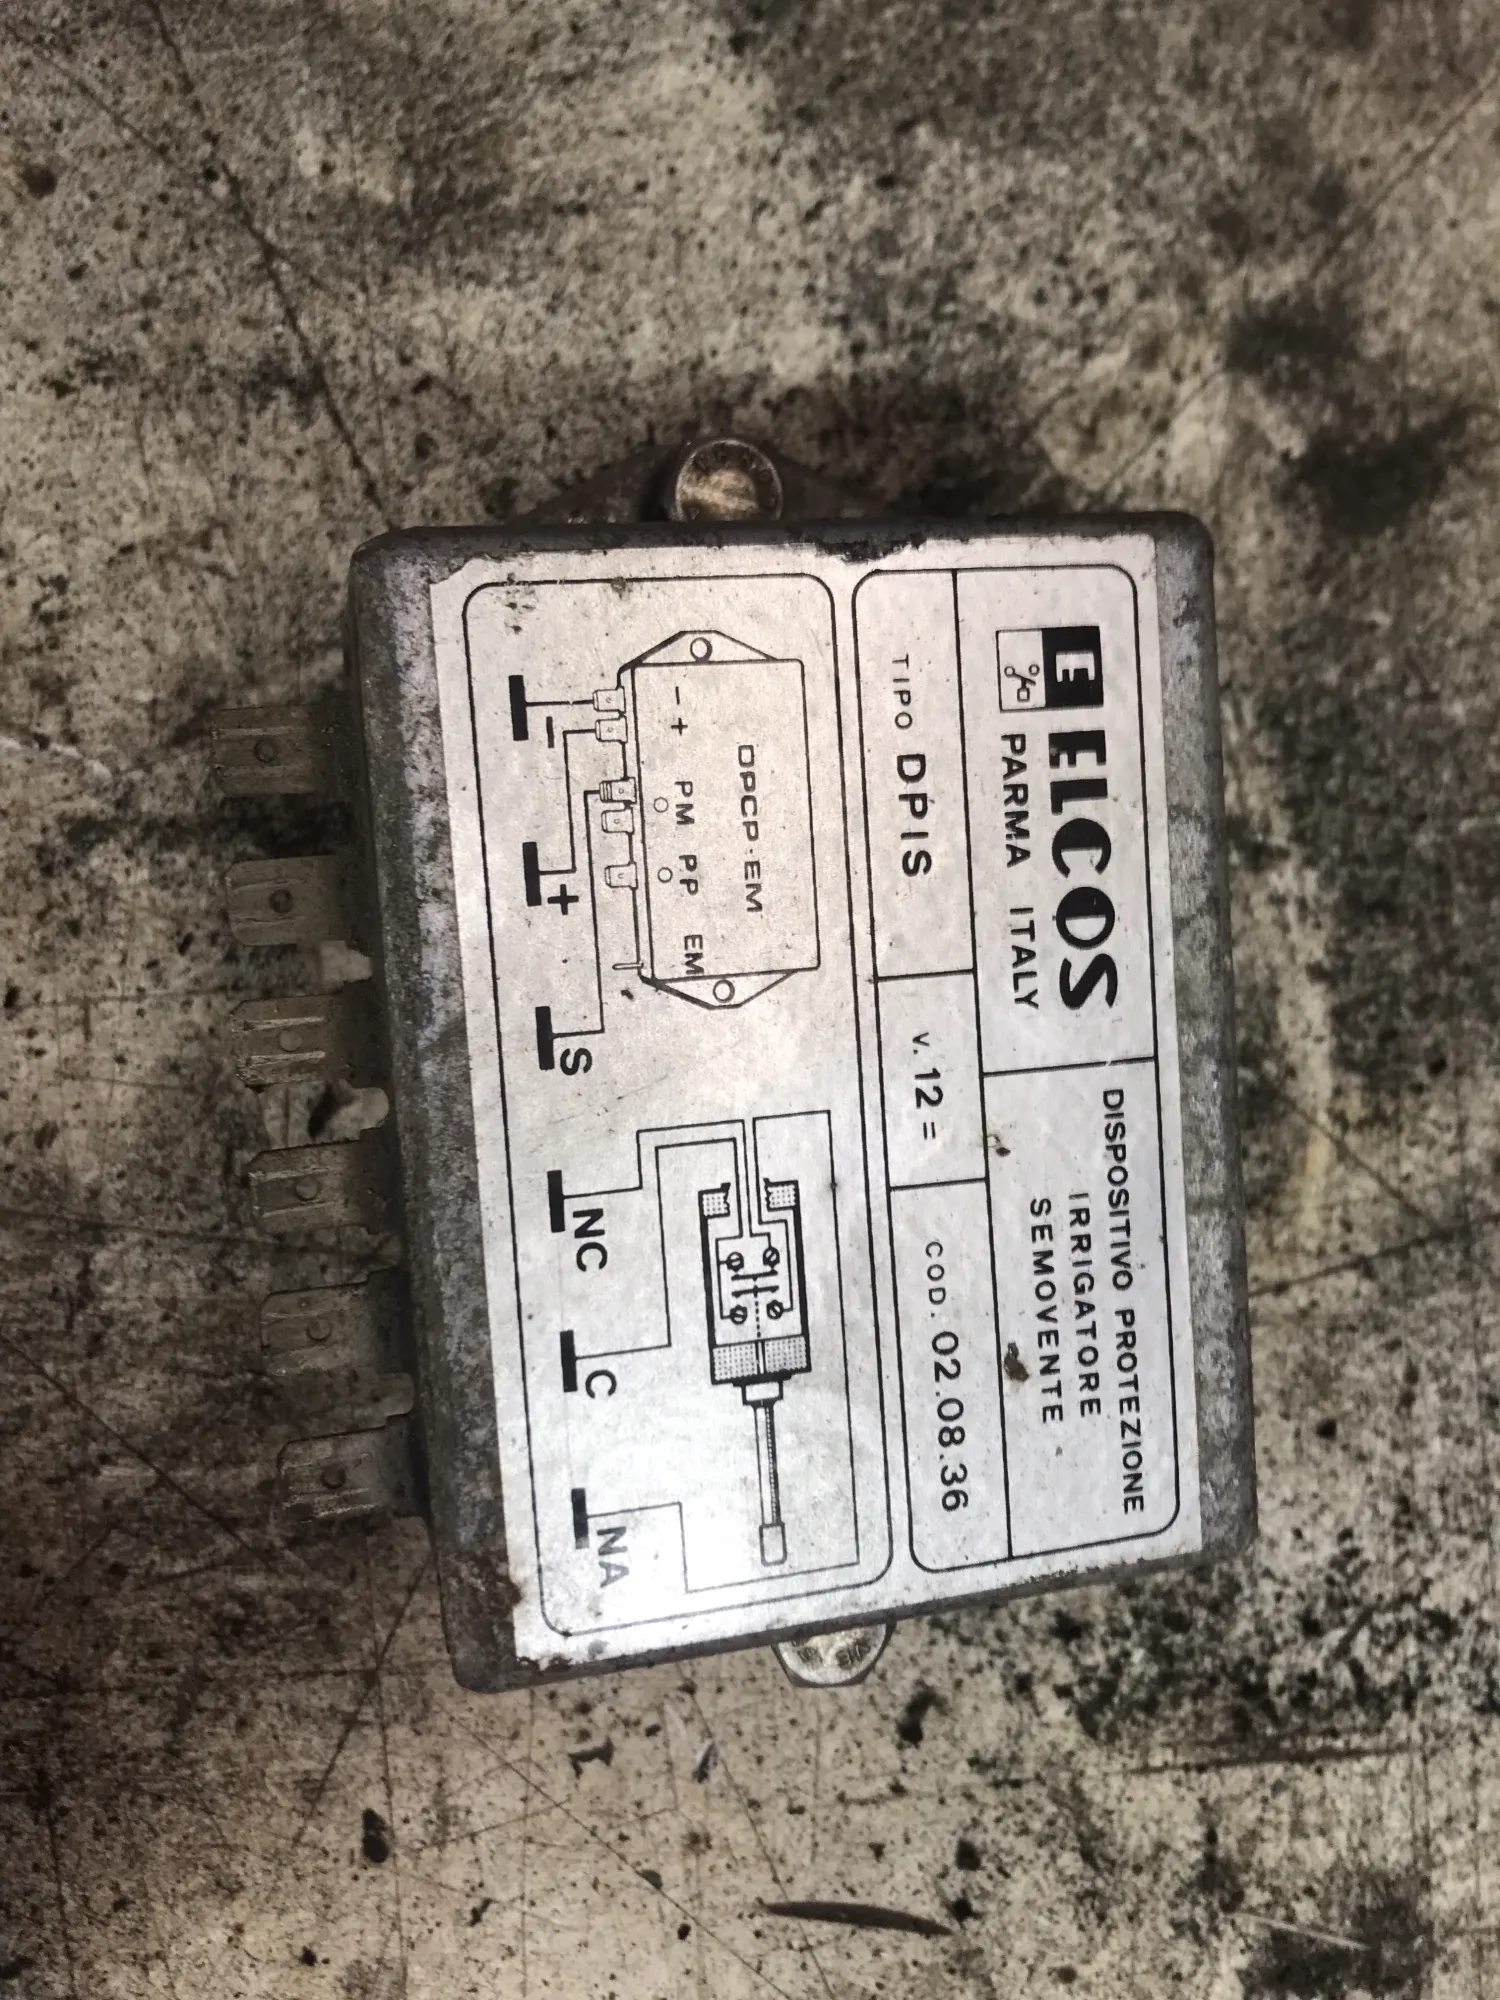 E ELCOS
PARMA ITALY
DISPOSITIVO PROTEZIONE
IRRIGATORE
SEMOVENTE
TIPO DPIS
V. 12 =
COD. 02.08.36
DPCP·EM
- + PM PP EM
- + S NC C NA